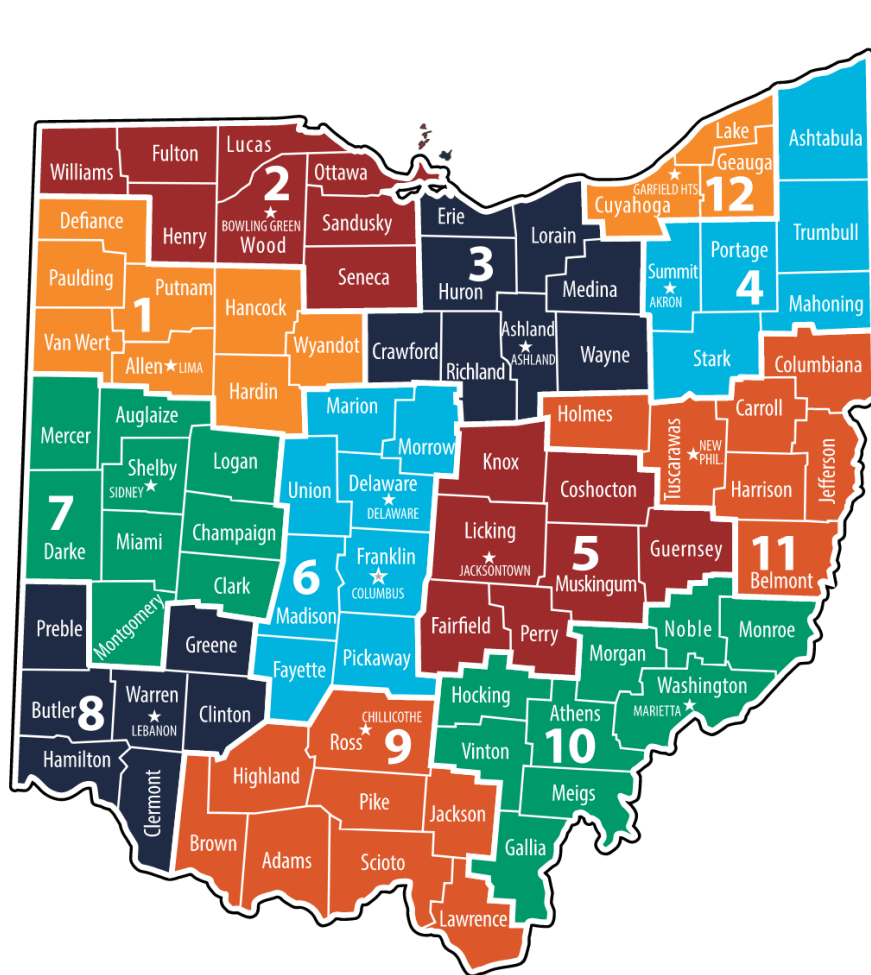 Williams
Fulton
Lucas
2
Ottawa
BOWLING GREEN
Wood
Henry
Sandusky
Seneca
Defiance
Paulding
Putnam
1
Hancock
Van Wert
Allen
LIMA
Wyandot
Hardin
Erie
Lorain
3
Huron
Medina
Ashland
ASHLAND
Crawford
Richland
Wayne
Lake
Geauga
GARFIELD HTS.
Cuyahoga
12
Ashtabula
Trumbull
Portage
Summit
AKRON
4
Mahoning
Stark
Columbiana
Carroll
Holmes
Tuscarawas
NEW
PHIL.
Harrison
Jefferson
11
Belmont
Mercer
Auglaize
Shelby
SIDNEY
Logan
7
Darke
Miami
Champaign
Clark
Montgomery
Marion
Morrow
Union
Delaware
DELAWARE
Franklin
COLUMBUS
6
Madison
Fayette
Pickaway
Knox
Coshocton
Licking
JACKSONTOWN
5
Muskingum
Guernsey
Fairfield
Perry
Preble
Greene
Butler
8
Warren
LEBANON
Clinton
Hamilton
Clermont
CHILLICOTHE
Ross
9
Highland
Pike
Jackson
Brown
Adams
Scioto
Lawrence
Noble
Monroe
Morgan
Washington
MARIETTA
Hocking
Athens
10
Vinton
Meigs
Gallia